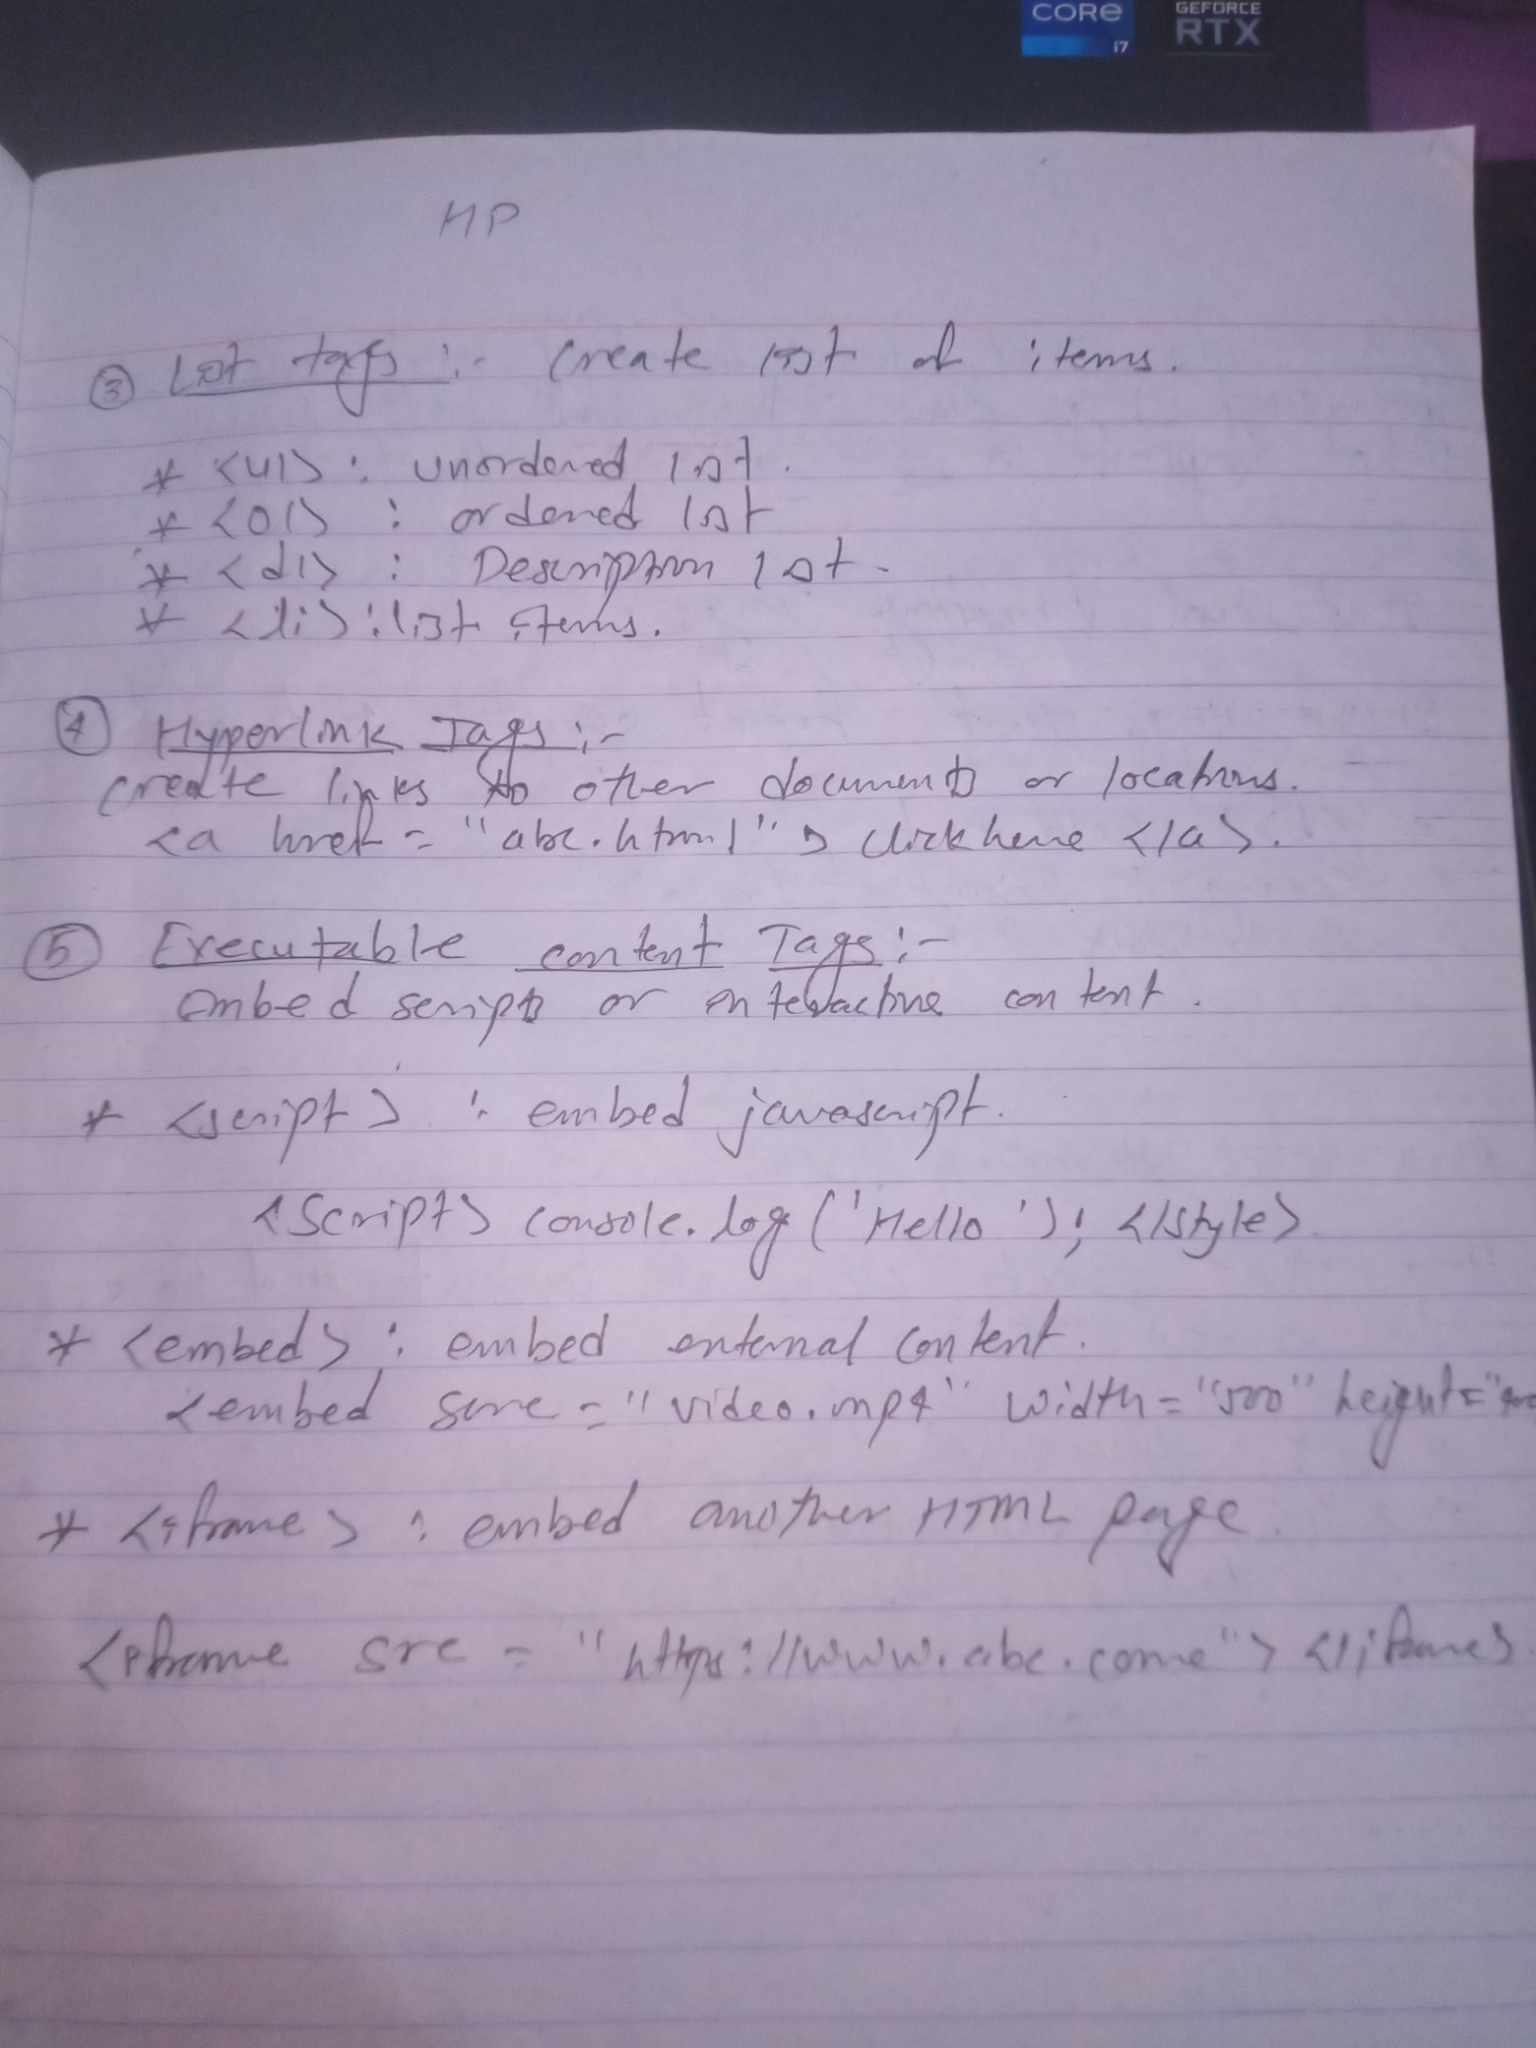 CORE
i7
GEFORCE
RTX
HP
③ List tags :- Create list of items.
* <ul> : unordered list.
* <ol> : ordered list
* <dl> : Description list.
* <li> : list items.
④ Hyperlink Tags :-
Create links to other documents or locations.
<a href = "abc.html"> click here </a>.
⑤ Executable content Tags :-
embed scripts or interactive content.
* <script> : embed javascript.
<Script> console.log ('Hello'); </style>
* <embed> : embed external content.
<embed sorc = "video.mp4" width = "500" height = "
* <iframe> : embed another HTML page.
<iframe src = "https://www.abc.come"> </iframe>